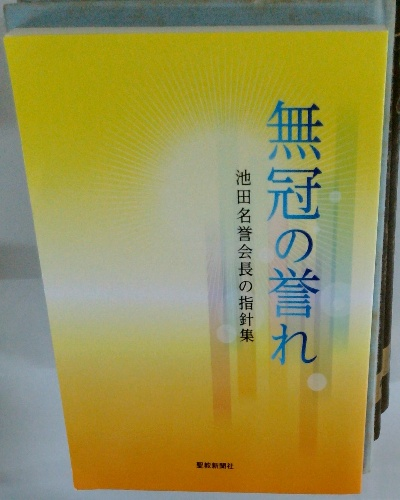 無冠の誉れ
池田名誉会長の指針集
聖教新聞社